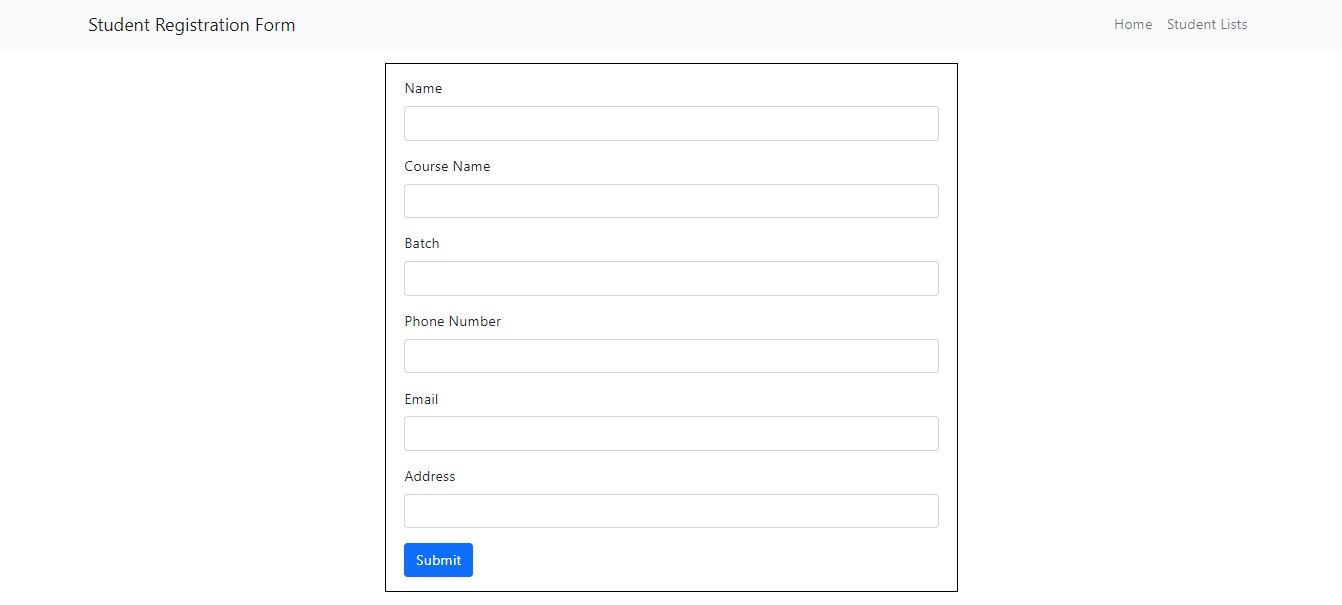 Student Registration Form
Home Student Lists
Name
Course Name
Batch
Phone Number
Email
Address
Submit